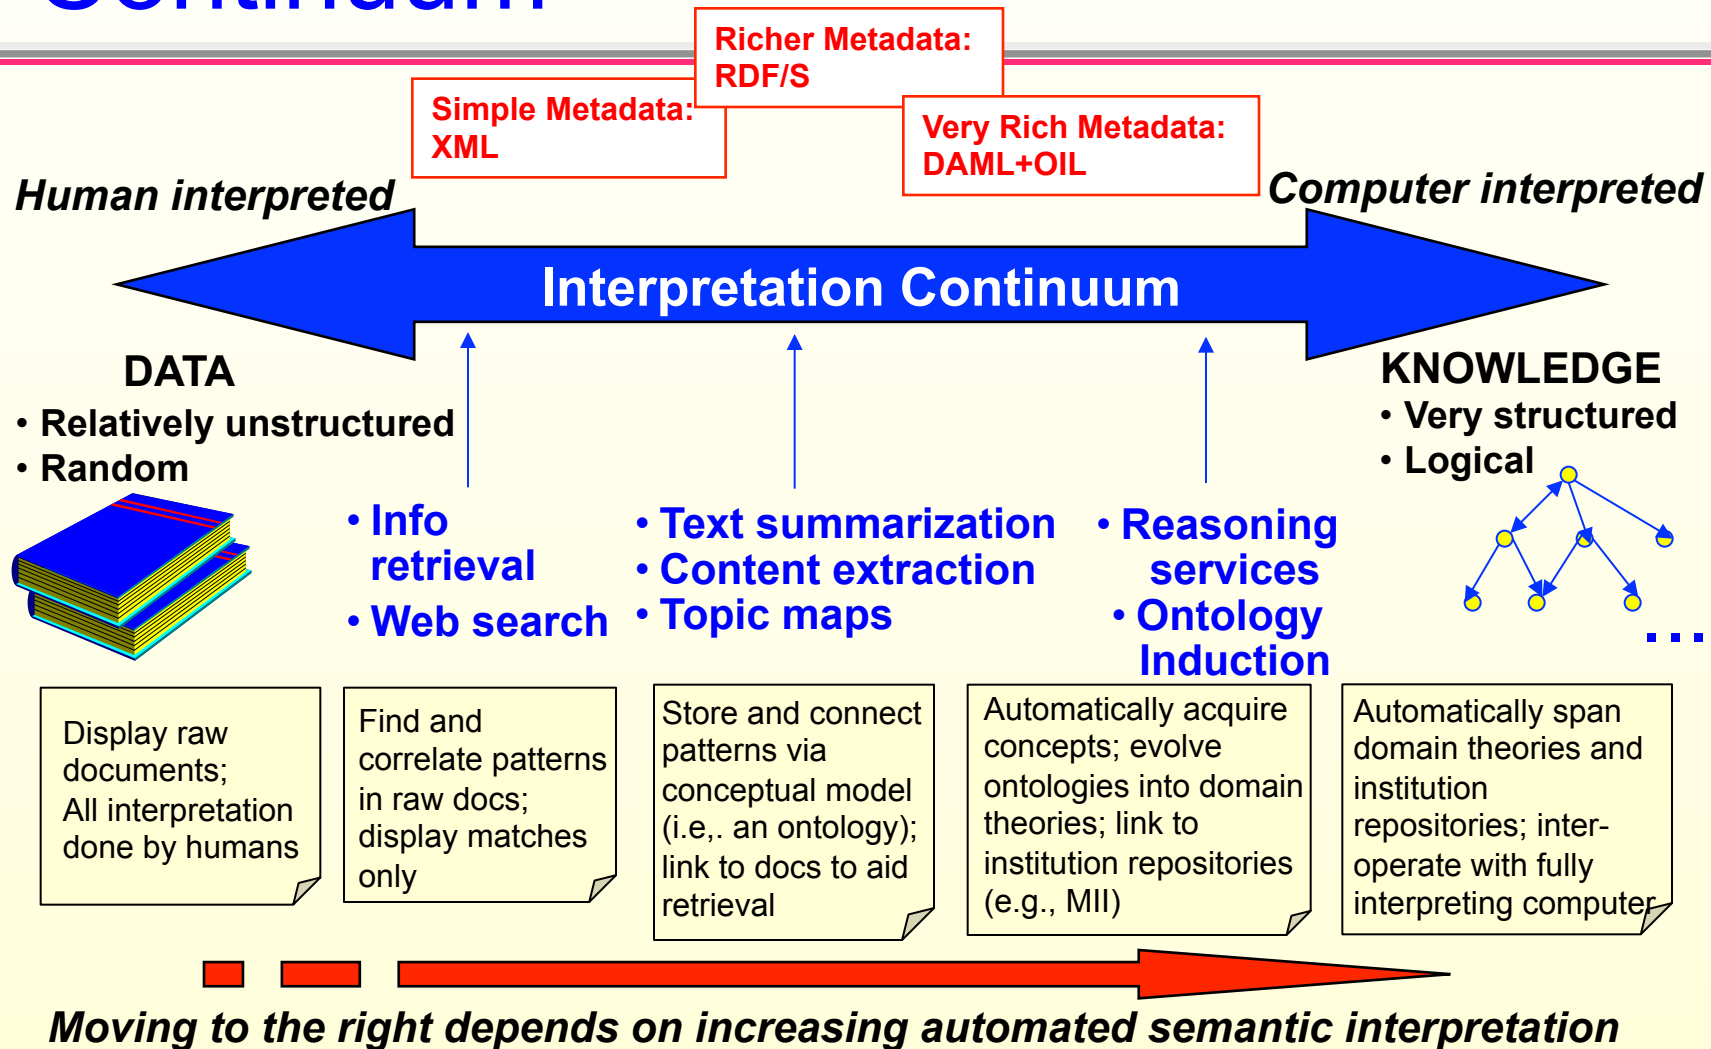 Continuum
Richer Metadata:
RDF/S
Simple Metadata:
XML
Very Rich Metadata:
DAML+OIL
Human interpreted
Computer interpreted
Interpretation Continuum
DATA
• Relatively unstructured
• Random
KNOWLEDGE
• Very structured
• Logical
• Info
retrieval
• Web search
• Text summarization
• Content extraction
• Topic maps
• Reasoning
services
• Ontology
Induction
...
Display raw
documents;
All interpretation
done by humans
Find and
correlate patterns
in raw docs;
display matches
only
Store and connect
patterns via
conceptual model
(i.e,. an ontology);
link to docs to aid
retrieval
Automatically acquire
concepts; evolve
ontologies into domain
theories; link to
institution repositories
(e.g., MII)
Automatically span
domain theories and
institution
repositories; inter-
operate with fully
interpreting computer
Moving to the right depends on increasing automated semantic interpretation